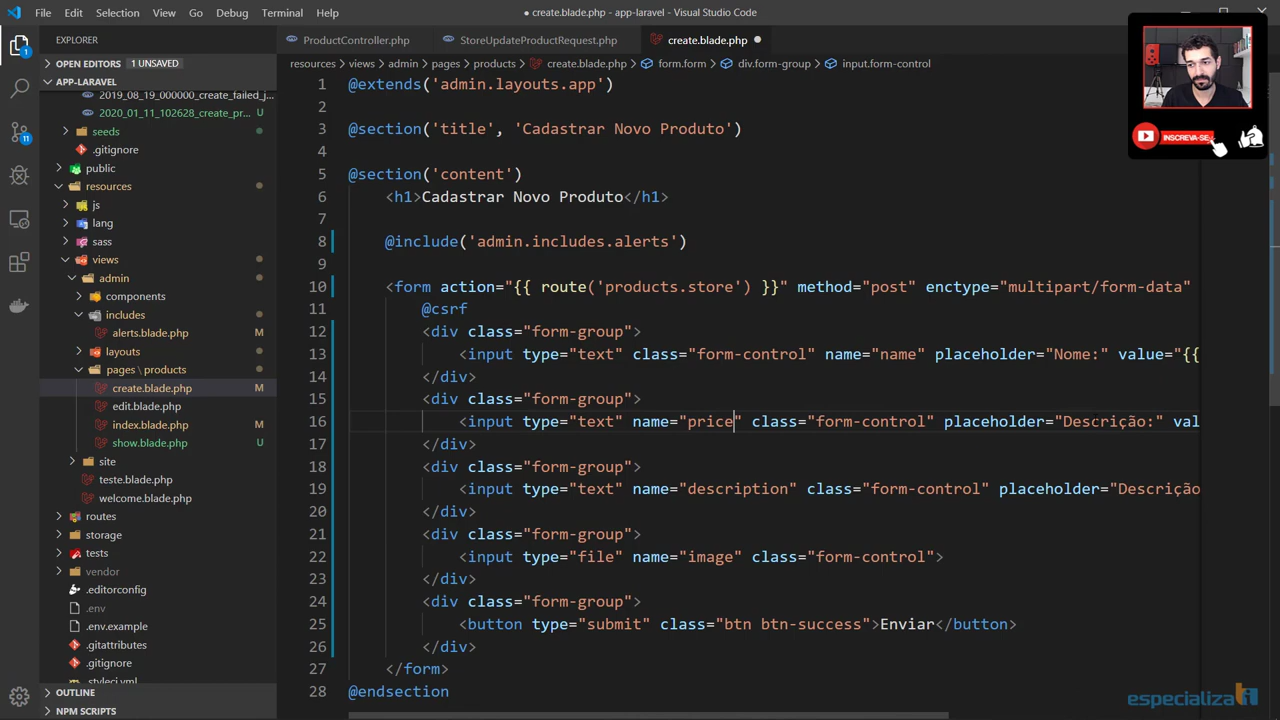 File Edit Selection View Go Debug Terminal Help
● create.blade.php - app-laravel - Visual Studio Code
EXPLORER
OPEN EDITORS 1 UNSAVED
APP-LARAVEL
2019_08_19_000000_create_failed_j...
2020_01_11_102628_create_pr... U
seeds
.gitignore
public
resources
js
lang
sass
views
admin
components
includes
alerts.blade.php M
layouts
pages \ products
create.blade.php M
edit.blade.php
index.blade.php M
show.blade.php U
site
teste.blade.php
welcome.blade.php
routes
storage
tests
vendor
.editorconfig
.env
.env.example
.gitattributes
.gitignore
.styleci.yml
OUTLINE
NPM SCRIPTS
1
11
ProductController.php StoreUpdateProductRequest.php create.blade.php ●
resources > views > admin > pages > products > create.blade.php > form.form > div.form-group > input.form-control
1 @extends('admin.layouts.app')
2
3 @section('title', 'Cadastrar Novo Produto')
4
5 @section('content')
6 <h1>Cadastrar Novo Produto</h1>
7
8 @include('admin.includes.alerts')
9
10 <form action="{{ route('products.store') }}" method="post" enctype="multipart/form-data"
11 @csrf
12 <div class="form-group">
13 <input type="text" class="form-control" name="name" placeholder="Nome:" value="{{
14 </div>
15 <div class="form-group">
16 <input type="text" name="price" class="form-control" placeholder="Descrição:" val
17 </div>
18 <div class="form-group">
19 <input type="text" name="description" class="form-control" placeholder="Descrição
20 </div>
21 <div class="form-group">
22 <input type="file" name="image" class="form-control">
23 </div>
24 <div class="form-group">
25 <button type="submit" class="btn btn-success">Enviar</button>
26 </div>
27 </form>
28 @endsection
INSCREVA-SE
especializati